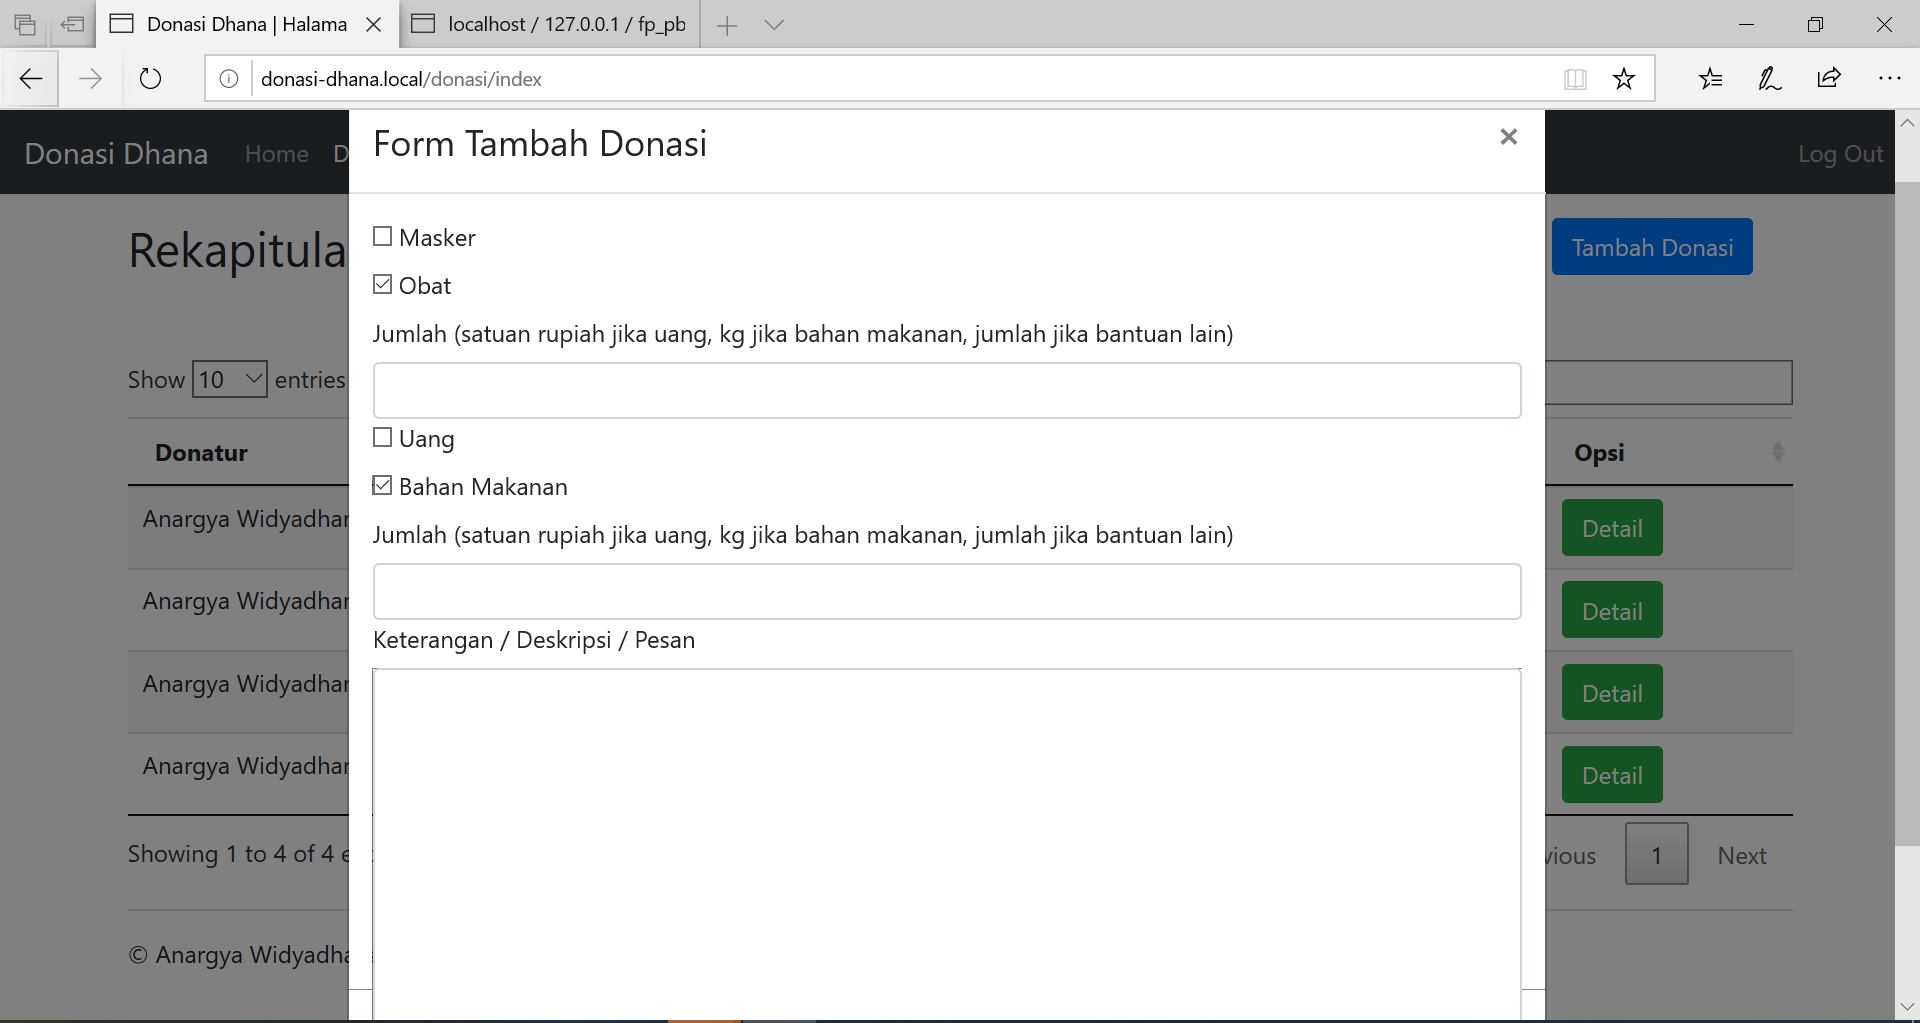 Donasi Dhana | Halama
localhost / 127.0.0.1 / fp_pb
donasi-dhana.local/donasi/index
Donasi Dhana Home D
Log Out
Form Tambah Donasi
Rekapitula
Tambah Donasi
Masker
Obat
Jumlah (satuan rupiah jika uang, kg jika bahan makanan, jumlah jika bantuan lain)
Show 10 entries
Uang
Donatur
Opsi
Bahan Makanan
Anargya Widyadhar
Detail
Jumlah (satuan rupiah jika uang, kg jika bahan makanan, jumlah jika bantuan lain)
Anargya Widyadhar
Detail
Keterangan / Deskripsi / Pesan
Anargya Widyadhar
Detail
Anargya Widyadhar
Detail
Showing 1 to 4 of 4 e
vious 1 Next
© Anargya Widyadha